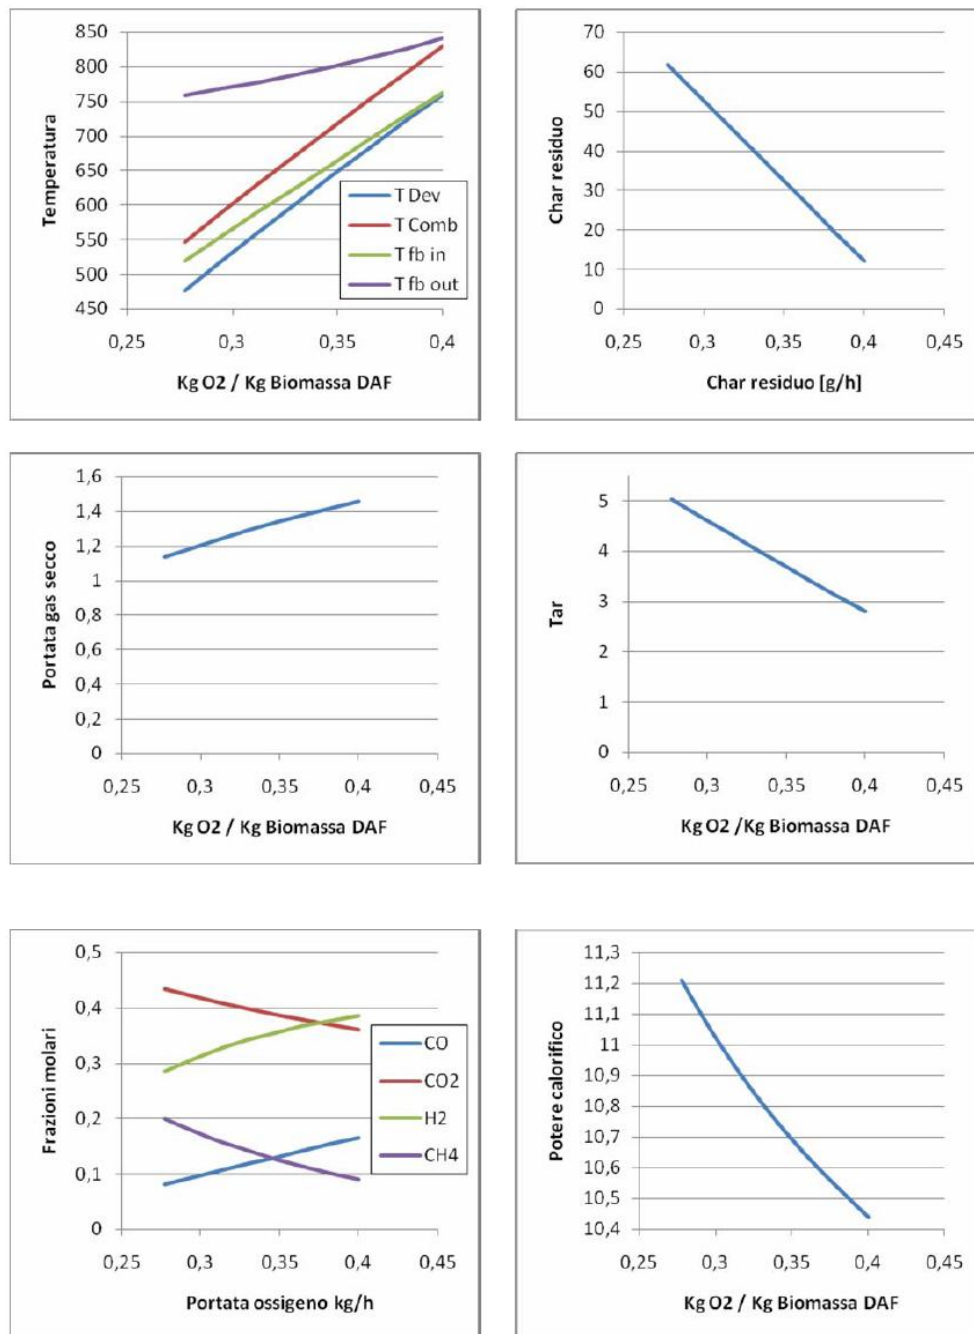 850
800
750
700
650
600
550
500
450
Temperatura
T Dev
T Comb
T fb in
T fb out
0,25 0,3 0,35 0,4
Kg O2 / Kg Biomassa DAF
70
60
50
40
30
20
10
0
Char residuo
0,25 0,3 0,35 0,4 0,45
Char residuo [g/h]
1,6
1,4
1,2
1
0,8
0,6
0,4
0,2
0
Portata gas secco
0,25 0,3 0,35 0,4 0,45
Kg O2 / Kg Biomassa DAF
5
4
3
2
1
0
Tar
0,25 0,3 0,35 0,4 0,45
Kg O2 /Kg Biomassa DAF
0,5
0,4
0,3
0,2
0,1
0
Frazioni molari
CO
CO2
H2
CH4
0,25 0,3 0,35 0,4 0,45
Portata ossigeno kg/h
11,3
11,2
11,1
11
10,9
10,8
10,7
10,6
10,5
10,4
Potere calorifico
0,25 0,3 0,35 0,4 0,45
Kg O2 / Kg Biomassa DAF